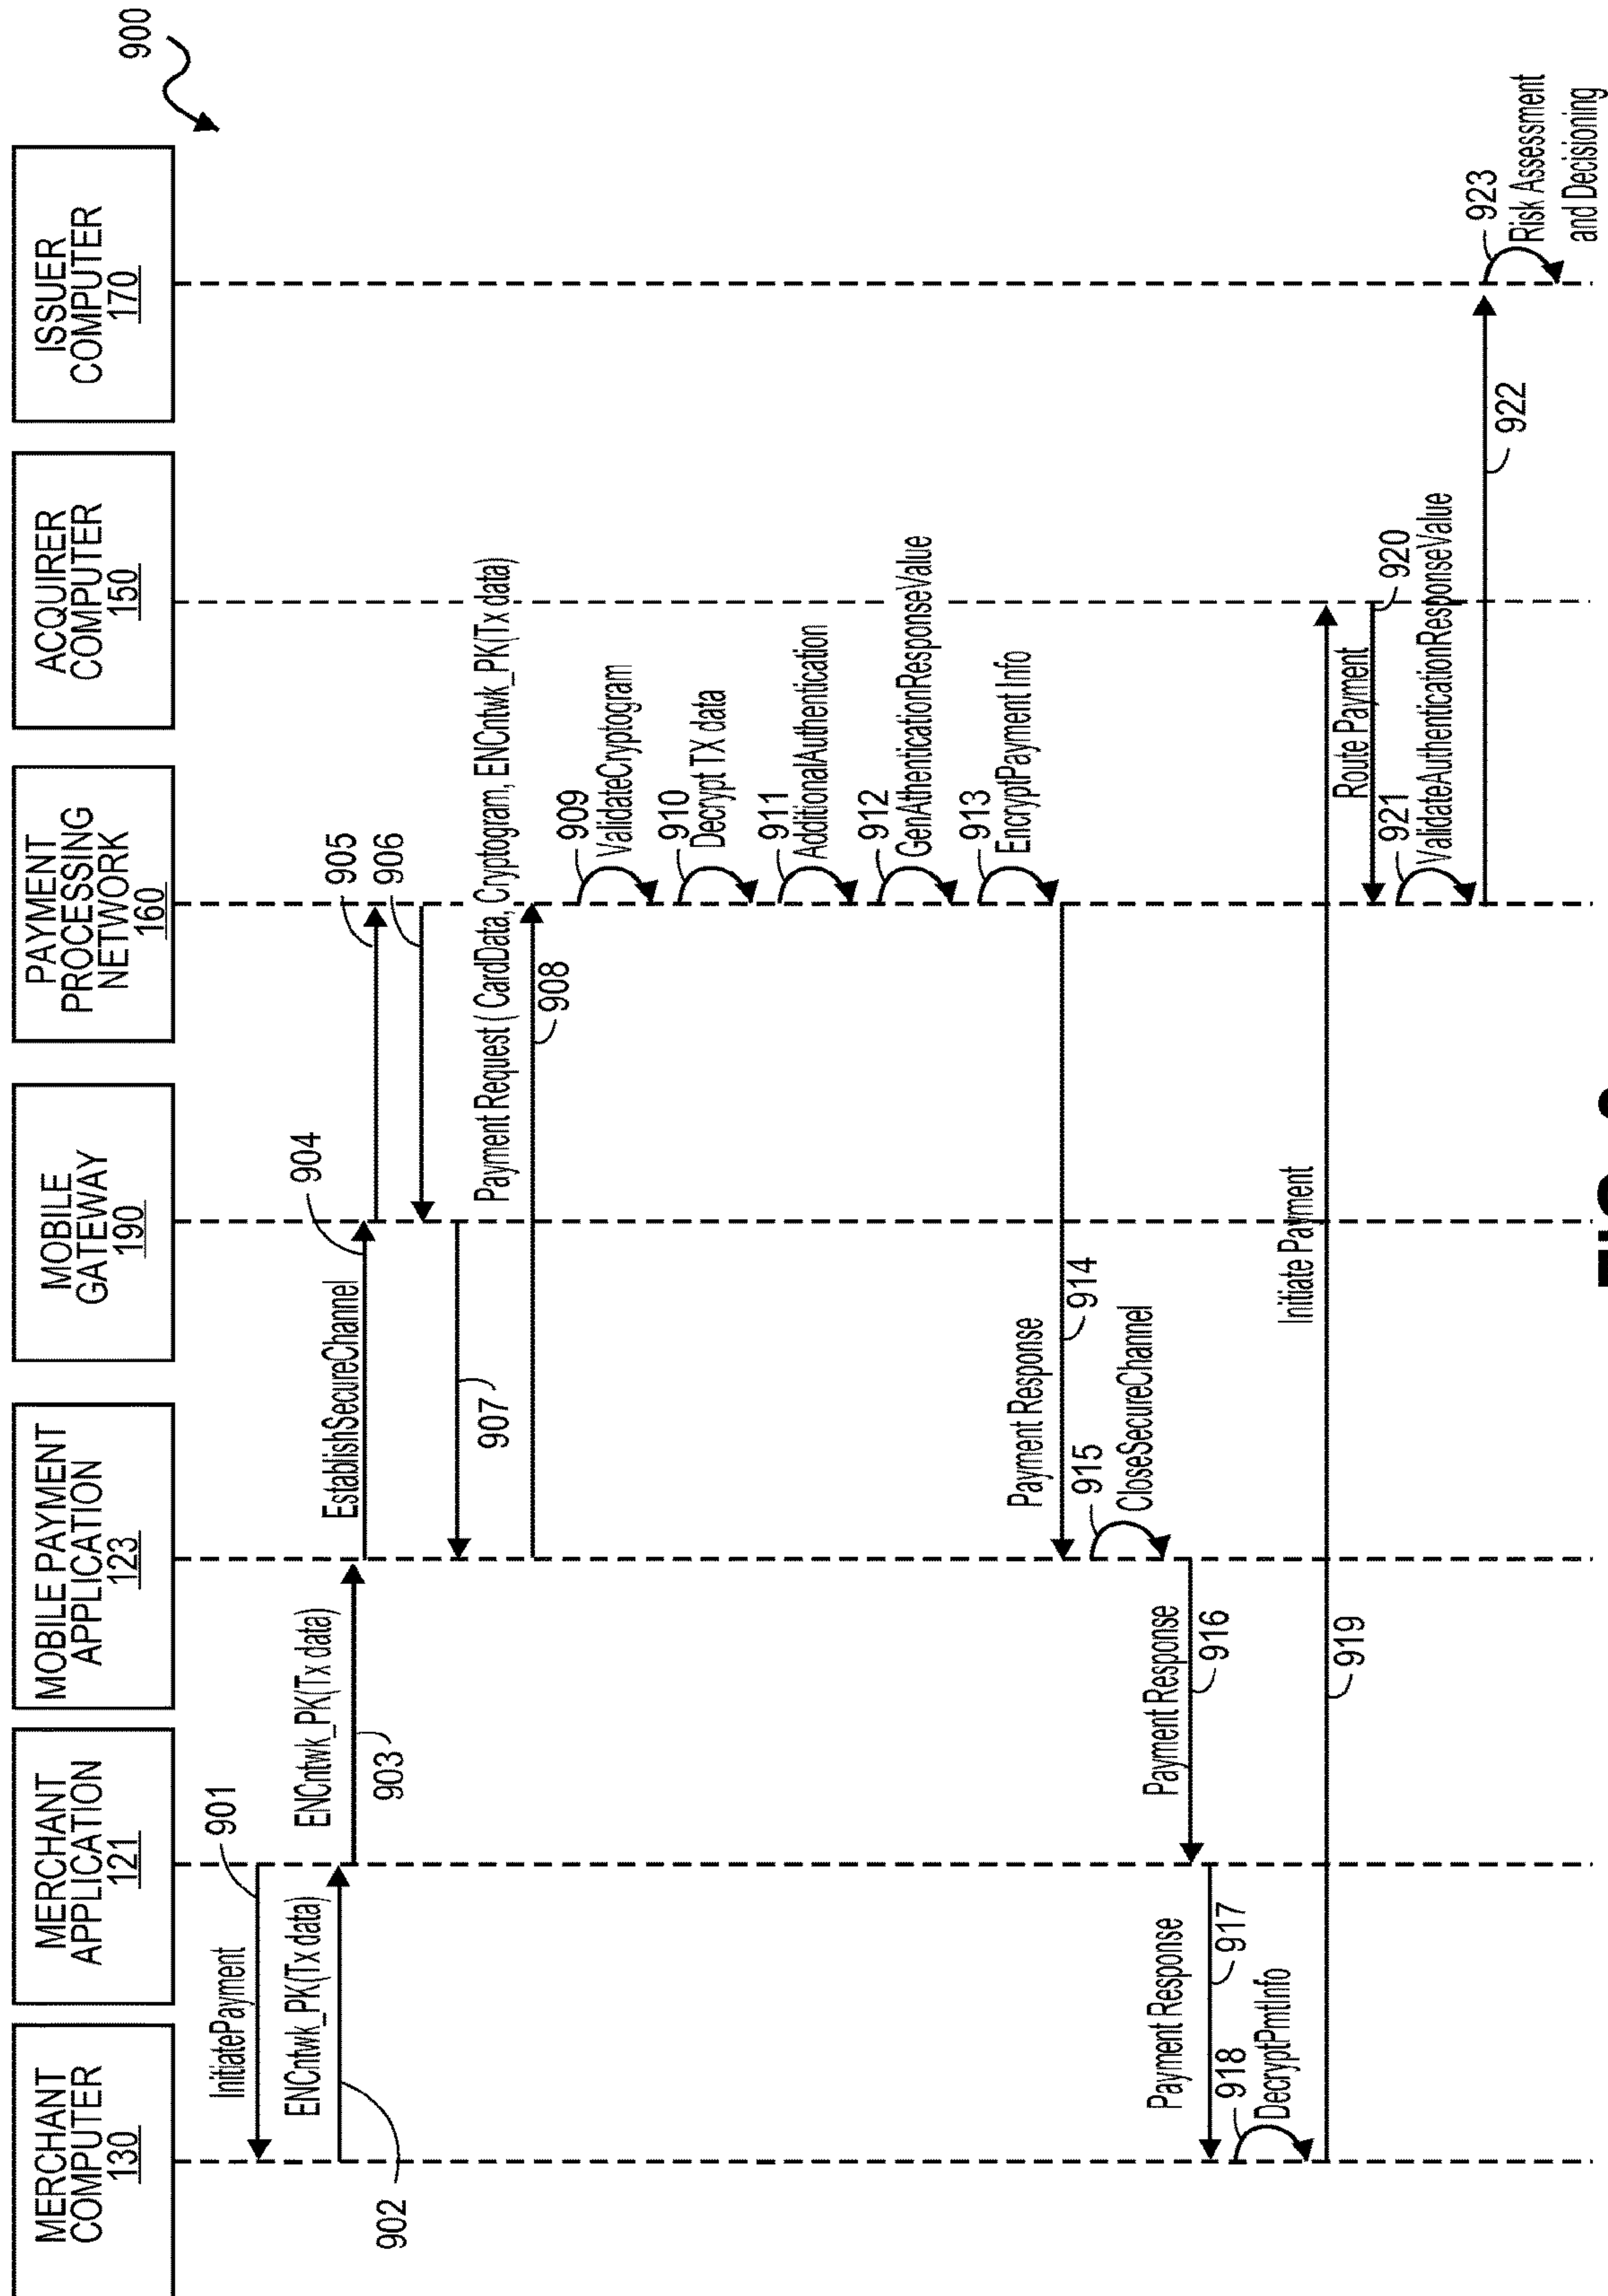 900
MERCHANT
COMPUTER
130
MERCHANT
APPLICATION
121
MOBILE PAYMENT
APPLICATION
123
MOBILE
GATEWAY
190
PAYMENT
PROCESSING
NETWORK
160
ACQUIRER
COMPUTER
150
ISSUER
COMPUTER
170
InitiatePayment
901
ENCntwk_PK(Tx data)
902
ENCntwk_PK(Tx data)
903
EstablishSecureChannel
904
905
906
907
Payment Request ( CardData, Cryptogram, ENCntwk_PK(Tx data)
908
909
ValidateCryptogram
910
Decrypt TX data
911
AdditionalAuthentication
912
GenAthenticationResponseValue
913
EncryptPayment Info
Payment Response
914
915
CloseSecureChannel
Payment Response
916
Payment Response
917
918
DecryptPmtInfo
Initiate Payment
919
Route Payment
920
921
ValidateAuthenticationResponseValue
922
923
Risk Assessment
and Decisioning